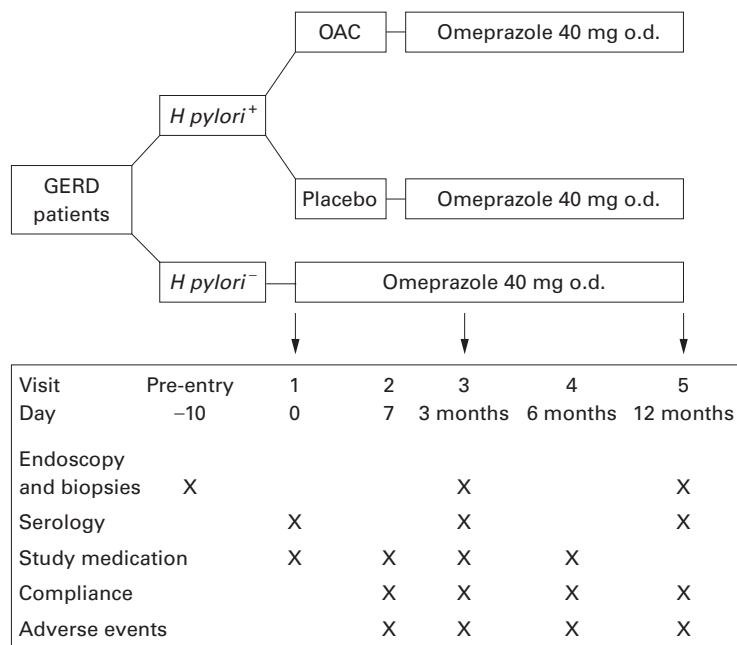 OAC Omeprazole 40 mg o.d.
H pylori+
GERD
patients
Placebo Omeprazole 40 mg o.d.
H pylori− Omeprazole 40 mg o.d.
Visit Pre-entry 1 2 3 4 5
Day −10 0 7 3 months 6 months 12 months
Endoscopy
and biopsies X X X
Serology X X X
Study medication X X X X
Compliance X X X X
Adverse events X X X X